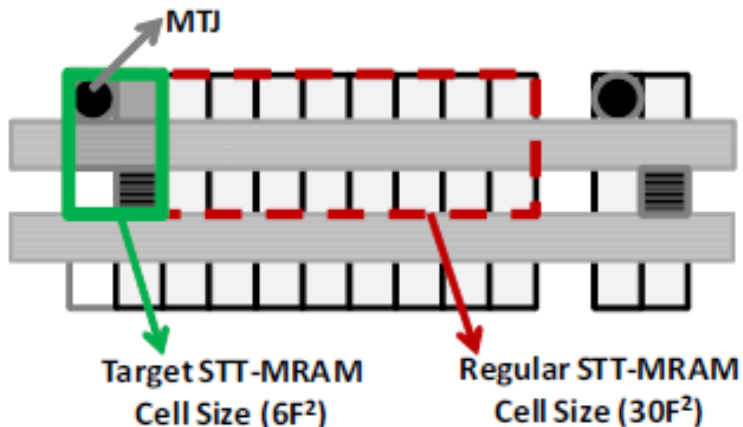 MTJ
Target STT-MRAM
Cell Size (6F²)
Regular STT-MRAM
Cell Size (30F²)